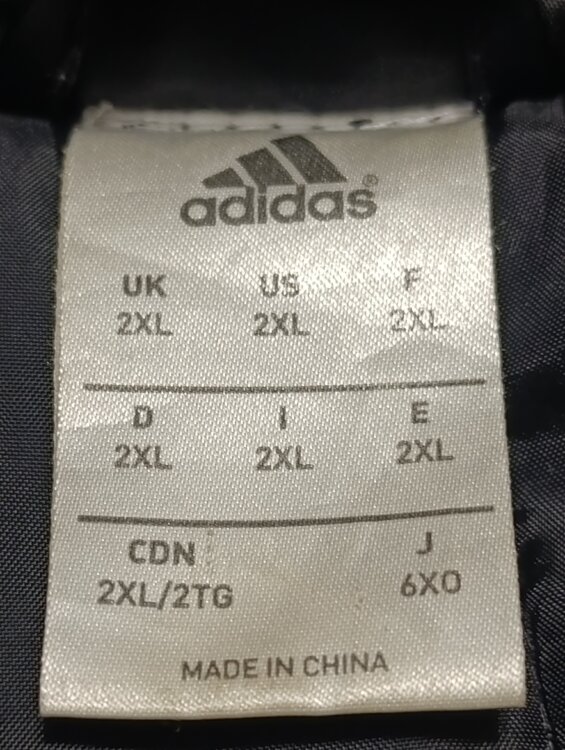 adidas®
UK US F
2XL 2XL 2XL
D I E
2XL 2XL 2XL
CDN J
2XL/2TG 6XO
MADE IN CHINA